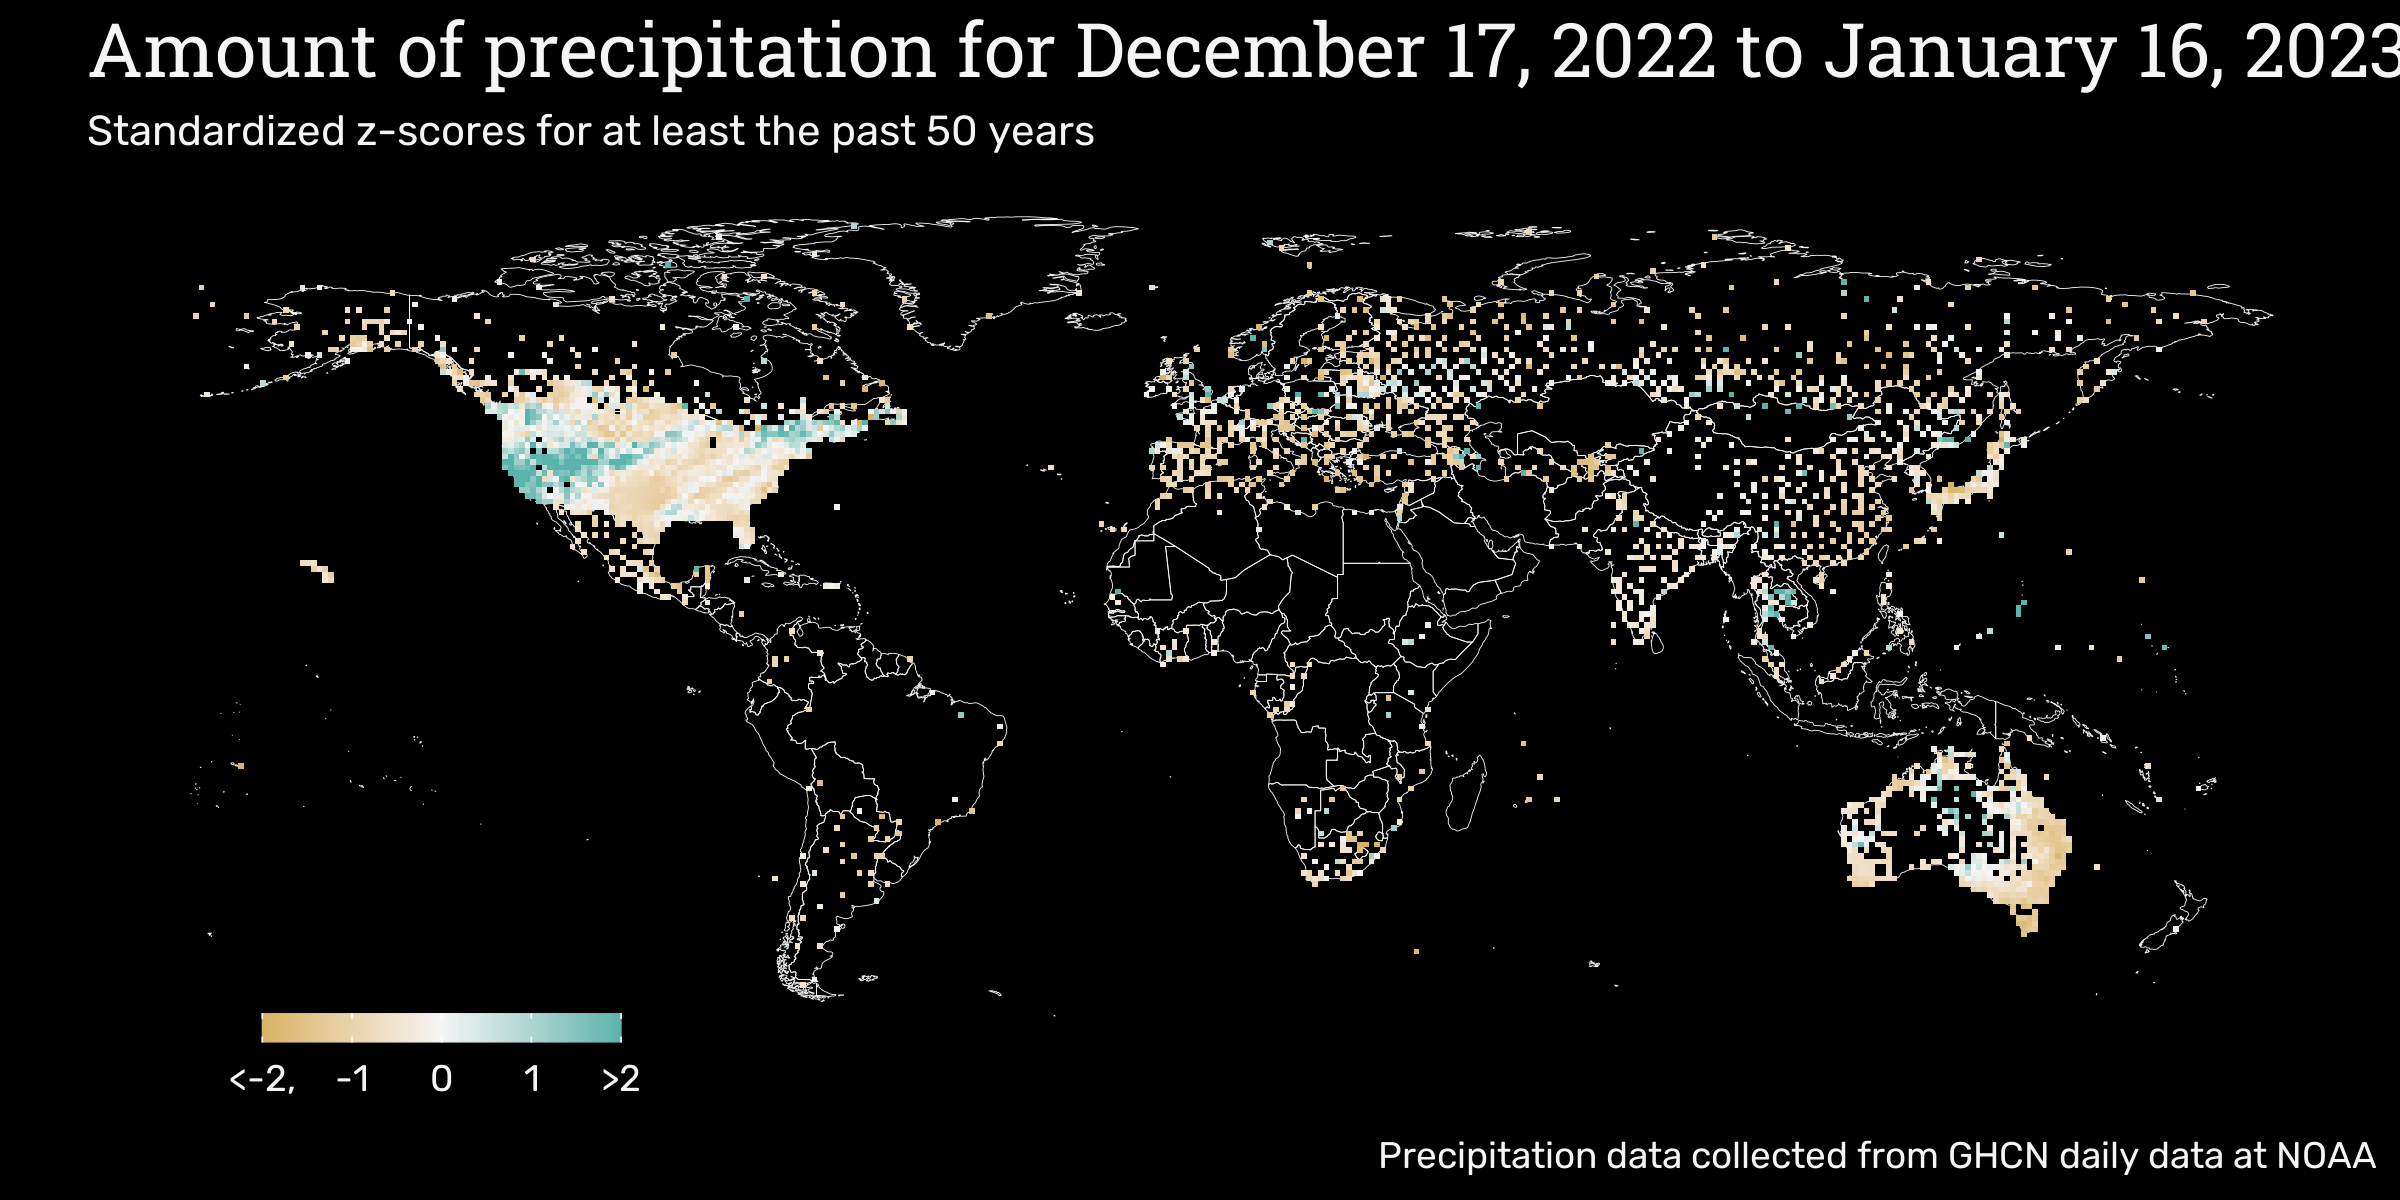 Amount of precipitation for December 17, 2022 to January 16, 2023
Standardized z-scores for at least the past 50 years
<-2, -1 0 1 >2
Precipitation data collected from GHCN daily data at NOAA